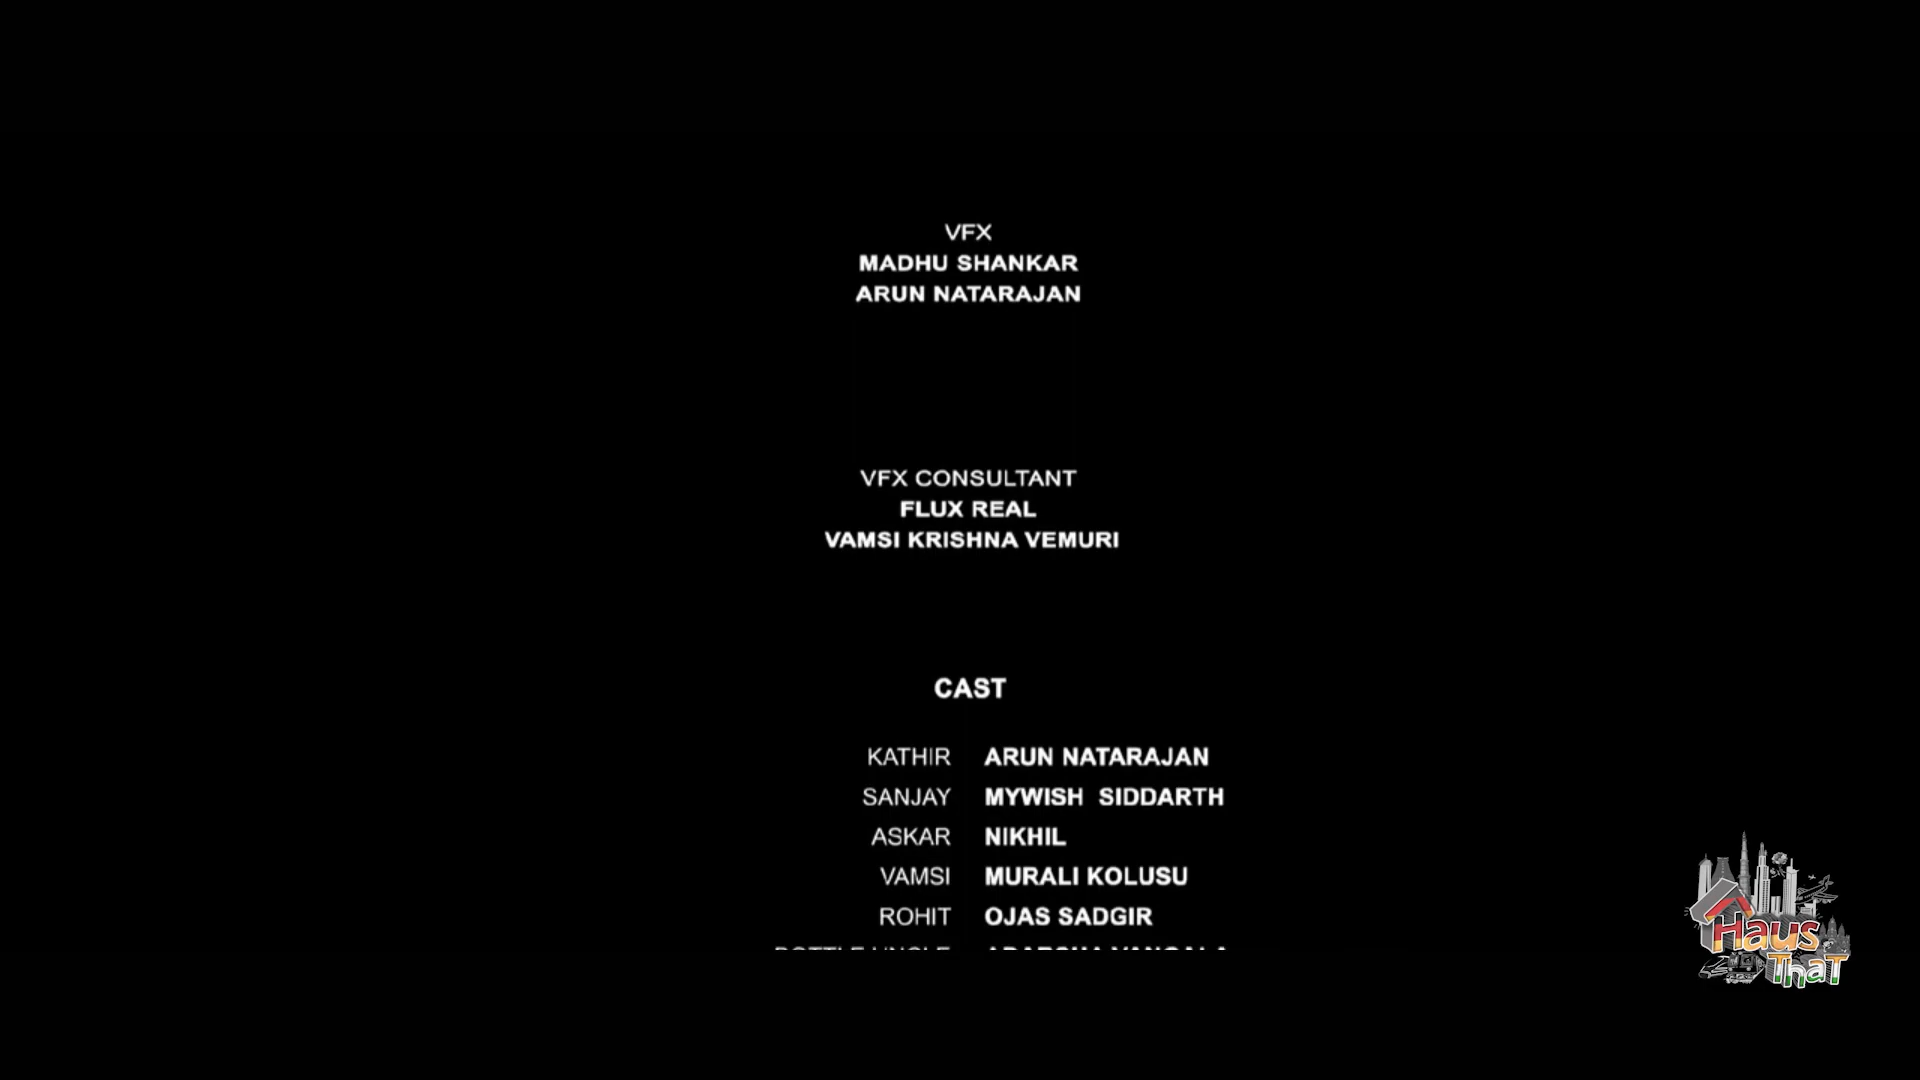 VFX
MADHU SHANKAR
ARUN NATARAJAN
VFX CONSULTANT
FLUX REAL
VAMSI KRISHNA VEMURI
CAST
KATHIR ARUN NATARAJAN
SANJAY MYWISH SIDDARTH
ASKAR NIKHIL
VAMSI MURALI KOLUSU
ROHIT OJAS SADGIR
Haus
ThaT